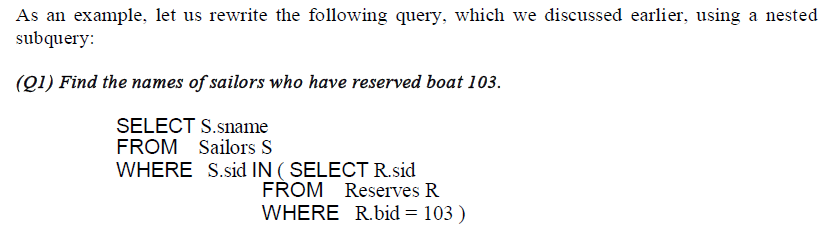 As an example, let us rewrite the following query, which we discussed earlier, using a nested
subquery:
(Q1) Find the names of sailors who have reserved boat 103.
SELECT S.sname
FROM Sailors S
WHERE S.sid IN ( SELECT R.sid
FROM Reserves R
WHERE R.bid = 103 )